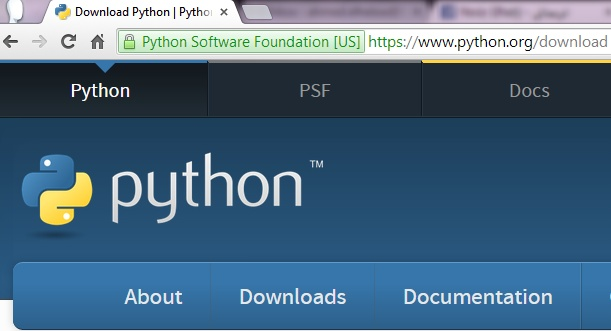 Download Python | Pytho
Python Software Foundation [US] https://www.python.org/download
Python PSF Docs
python™
About Downloads Documentation